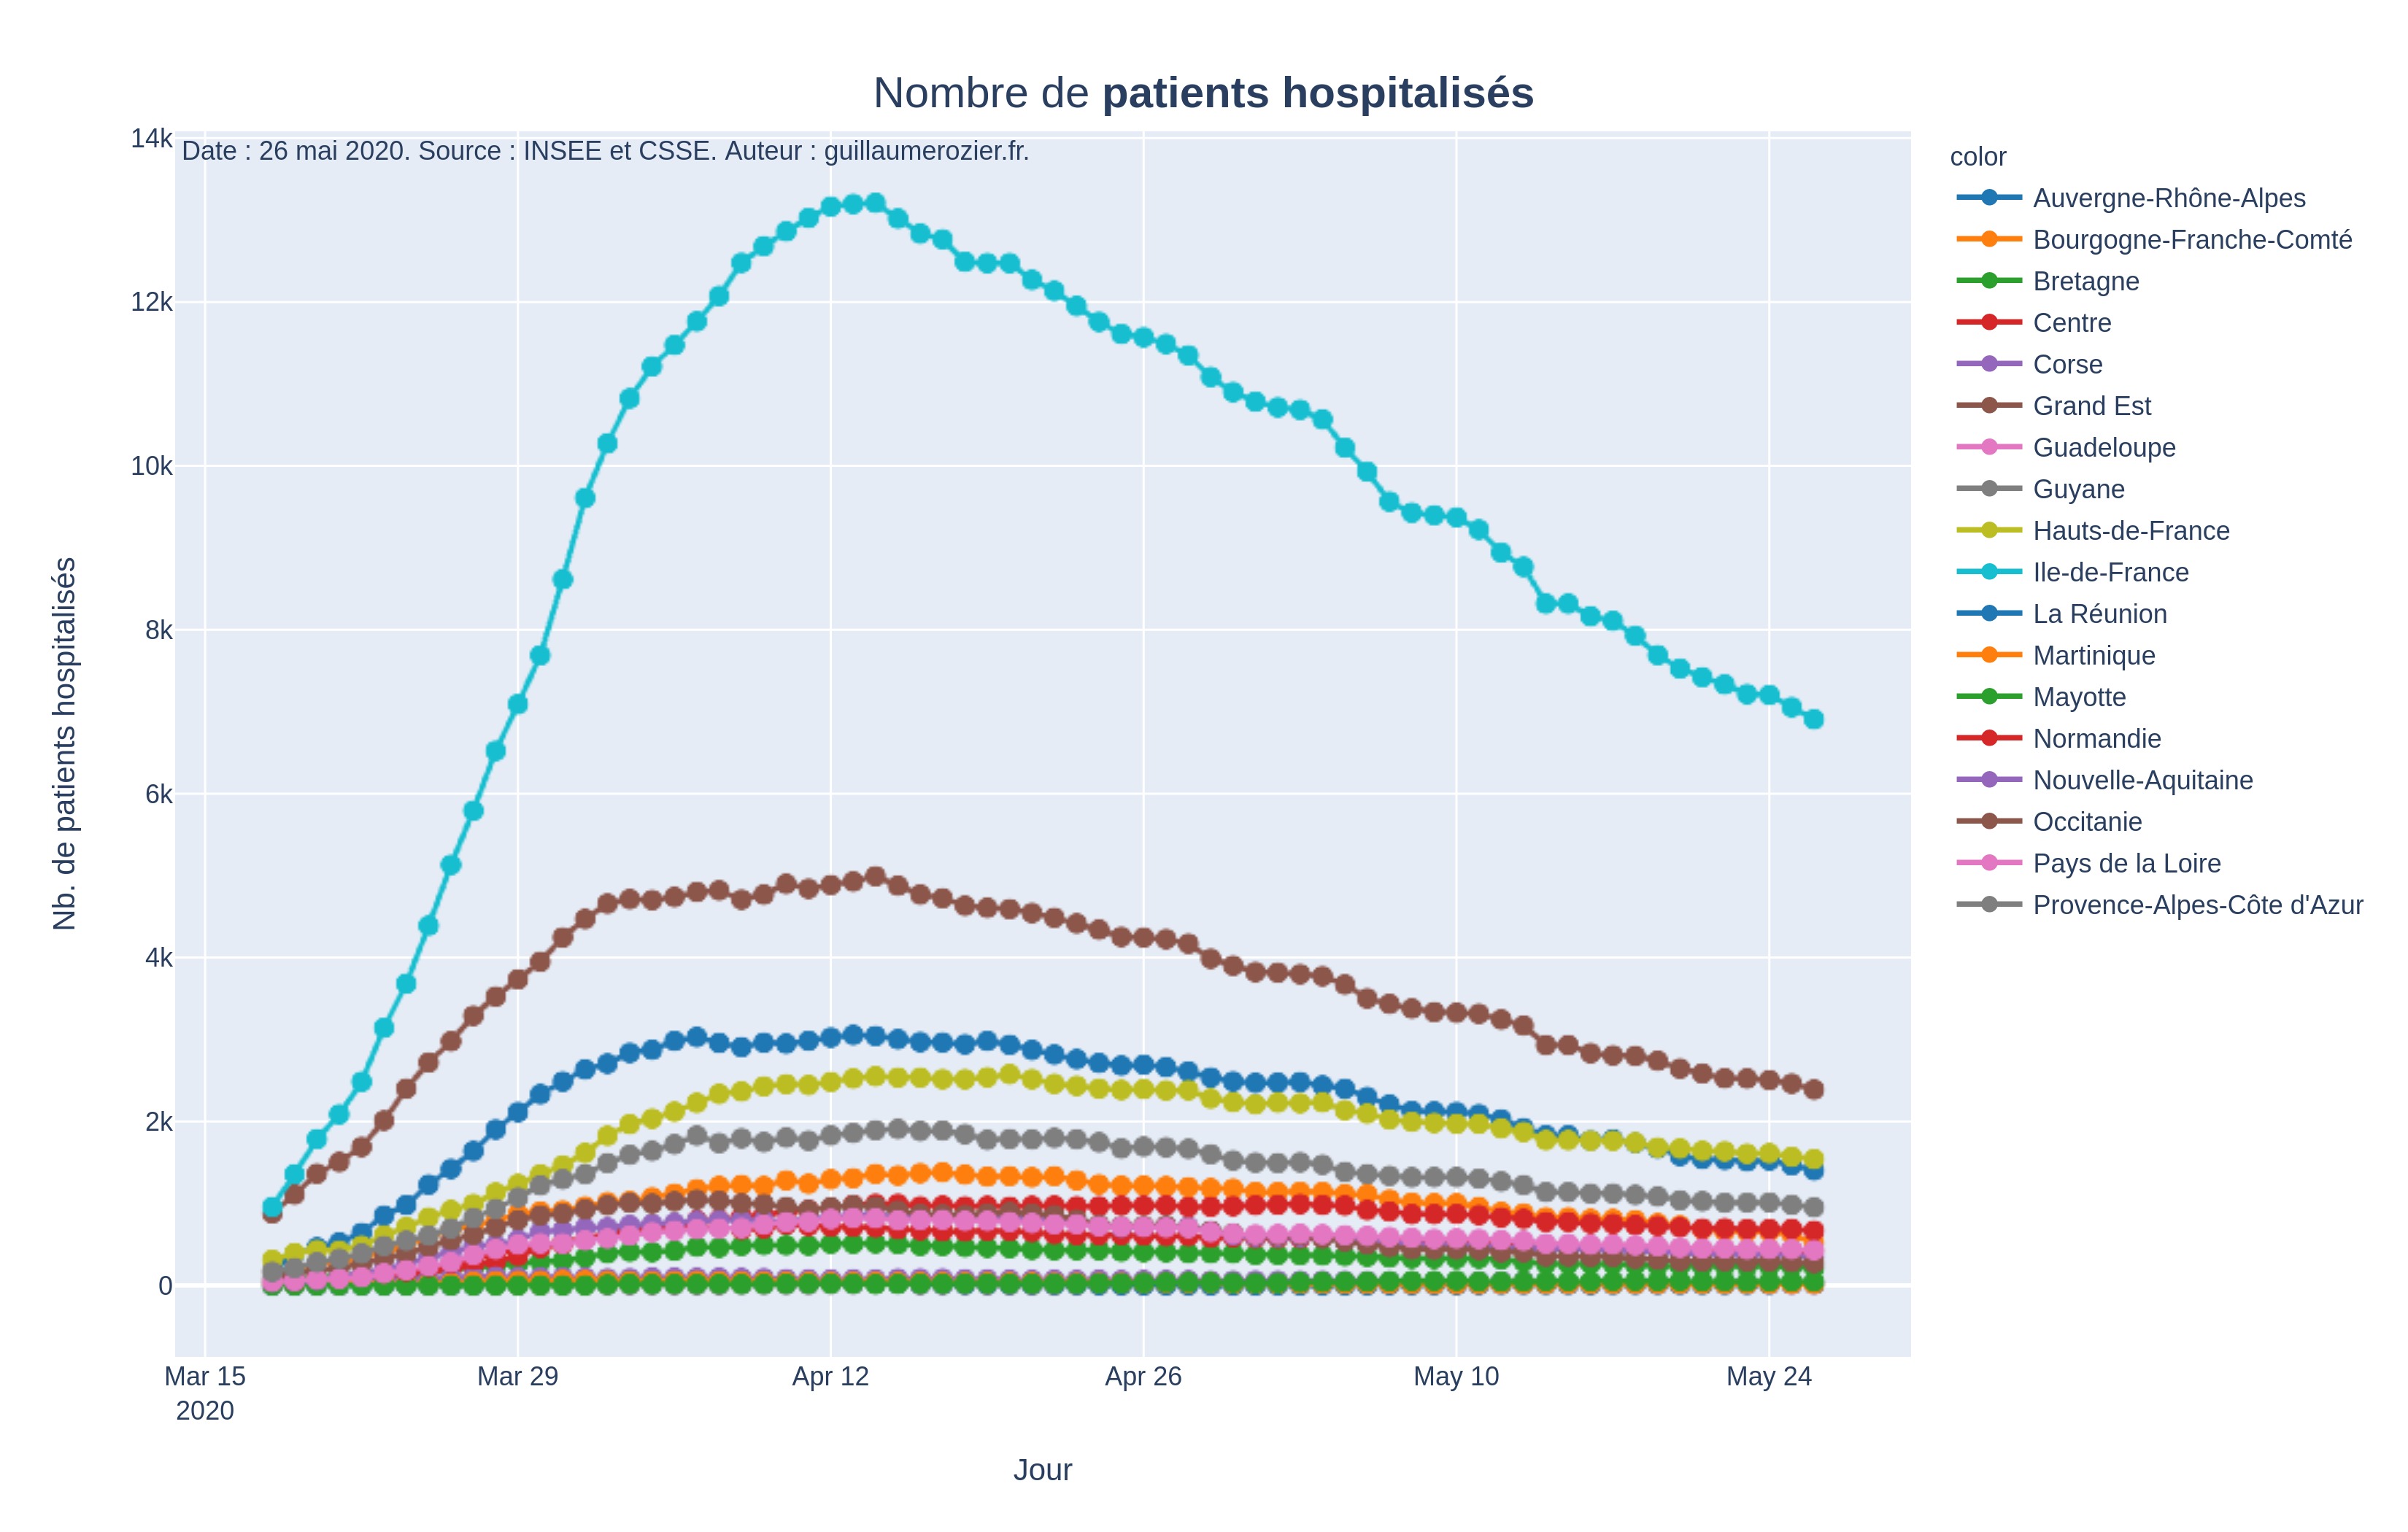 Nombre de patients hospitalisés
Date : 26 mai 2020. Source : INSEE et CSSE. Auteur : guillaumerozier.fr.
14k
12k
10k
8k
6k
4k
2k
0
Nb. de patients hospitalisés
Mar 15
2020
Mar 29
Apr 12
Apr 26
May 10
May 24
Jour
color
Auvergne-Rhône-Alpes
Bourgogne-Franche-Comté
Bretagne
Centre
Corse
Grand Est
Guadeloupe
Guyane
Hauts-de-France
Ile-de-France
La Réunion
Martinique
Mayotte
Normandie
Nouvelle-Aquitaine
Occitanie
Pays de la Loire
Provence-Alpes-Côte d'Azur